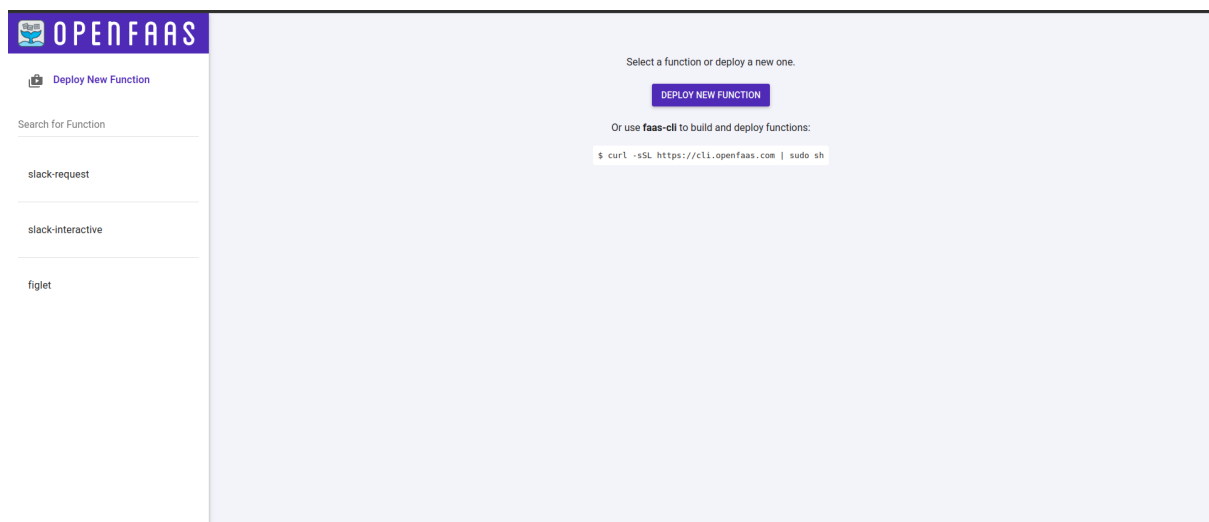 OPENFAAS
Deploy New Function
Search for Function
slack-request
slack-interactive
figlet
Select a function or deploy a new one.
DEPLOY NEW FUNCTION
Or use faas-cli to build and deploy functions:
$ curl -sSL https://cli.openfaas.com | sudo sh